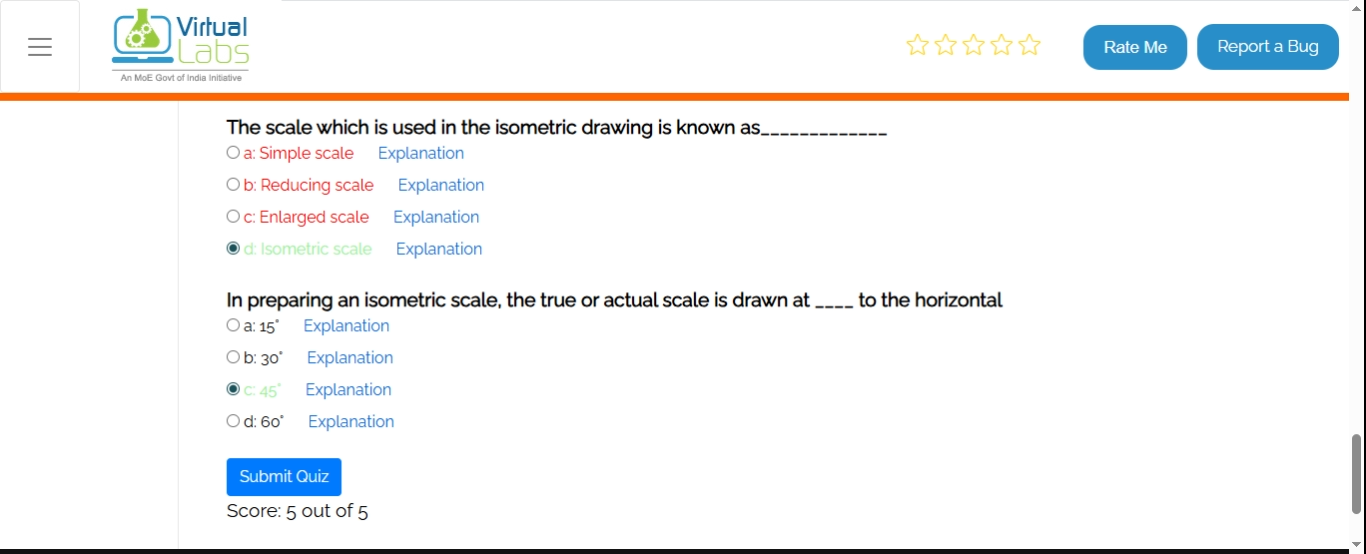 Virtual
Labs
An MoE Govt of India Initiative
Rate Me
Report a Bug
The scale which is used in the isometric drawing is known as_____________
a: Simple scale Explanation
b: Reducing scale Explanation
c: Enlarged scale Explanation
d: Isometric scale Explanation
In preparing an isometric scale, the true or actual scale is drawn at ____ to the horizontal
a: 15° Explanation
b: 30° Explanation
c: 45° Explanation
d: 60° Explanation
Submit Quiz
Score: 5 out of 5